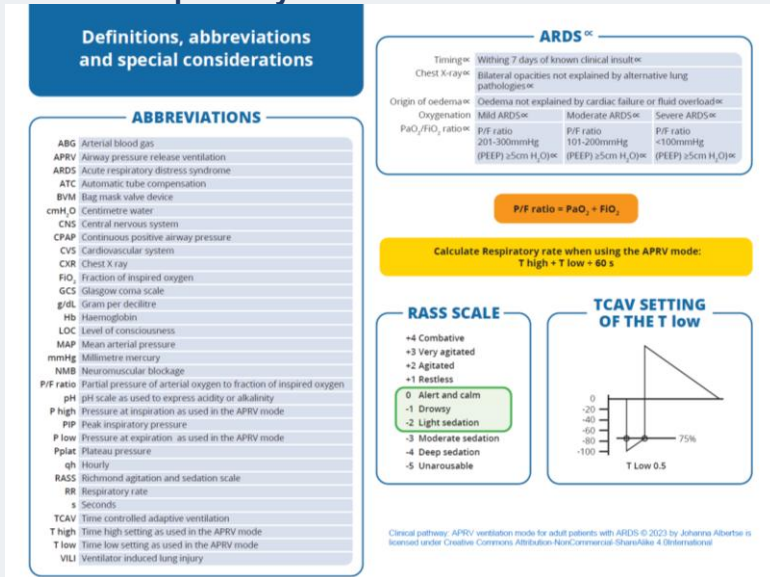 Definitions, abbreviations
and special considerations
ABBREVIATIONS
ABG Arterial blood gas
APRV Airway pressure release ventilation
ARDS Acute respiratory distress syndrome
ATC Automatic tube compensation
BVM Bag mask valve device
cmH₂O Centimetre water
CNS Central nervous system
CPAP Continuous positive airway pressure
CVS Cardiovascular system
CXR Chest X ray
FiO₂ Fraction of inspired oxygen
GCS Glasgow coma scale
g/dL Gram per decilitre
Hb Haemoglobin
LOC Level of consciousness
MAP Mean arterial pressure
mmHg Millimetre mercury
NMB Neuromuscular blockage
P/F ratio Partial pressure of arterial oxygen to fraction of inspired oxygen
pH pH scale as used to express acidity or alkalinity
P high Pressure at inspiration as used in the APRV mode
PIP Peak inspiratory pressure
P low Pressure at expiration as used in the APRV mode
Pplat Plateau pressure
qh Hourly
RASS Richmond agitation and sedation scale
RR Respiratory rate
s Seconds
TCAV Time controlled adaptive ventilation
T high Time high setting as used in the APRV mode
T low Time low setting as used in the APRV mode
VILI Ventilator induced lung injury
ARDS∝
Timing∝ Withing 7 days of known clinical insult∝
Chest X-ray∝ Bilateral opacities not explained by alternative lung
pathologies∝
Origin of oedema∝ Oedema not explained by cardiac failure or fluid overload∝
Oxygenation Mild ARDS∝ Moderate ARDS∝ Severe ARDS∝
PaO₂/FiO₂ ratio∝ P/F ratio P/F ratio P/F ratio
201-300mmHg 101-200mmHg <100mmHg
(PEEP) ≥5cm H₂O)∝ (PEEP) ≥5cm H₂O)∝ (PEEP) ≥5cm H₂O)∝
P/F ratio = PaO₂ ÷ FiO₂
Calculate Respiratory rate when using the APRV mode:
T high + T low ÷ 60 s
RASS SCALE
+4 Combative
+3 Very agitated
+2 Agitated
+1 Restless
0 Alert and calm
-1 Drowsy
-2 Light sedation
-3 Moderate sedation
-4 Deep sedation
-5 Unarousable
TCAV SETTING
OF THE T low
0
-20
-40
-60
-80
-100
75%
T Low 0.5
Clinical pathway: APRV ventilation mode for adult patients with ARDS © 2023 by Johanna Albertse is
licensed under Creative Commons Attribution-NonCommercial-ShareAlike 4.0International